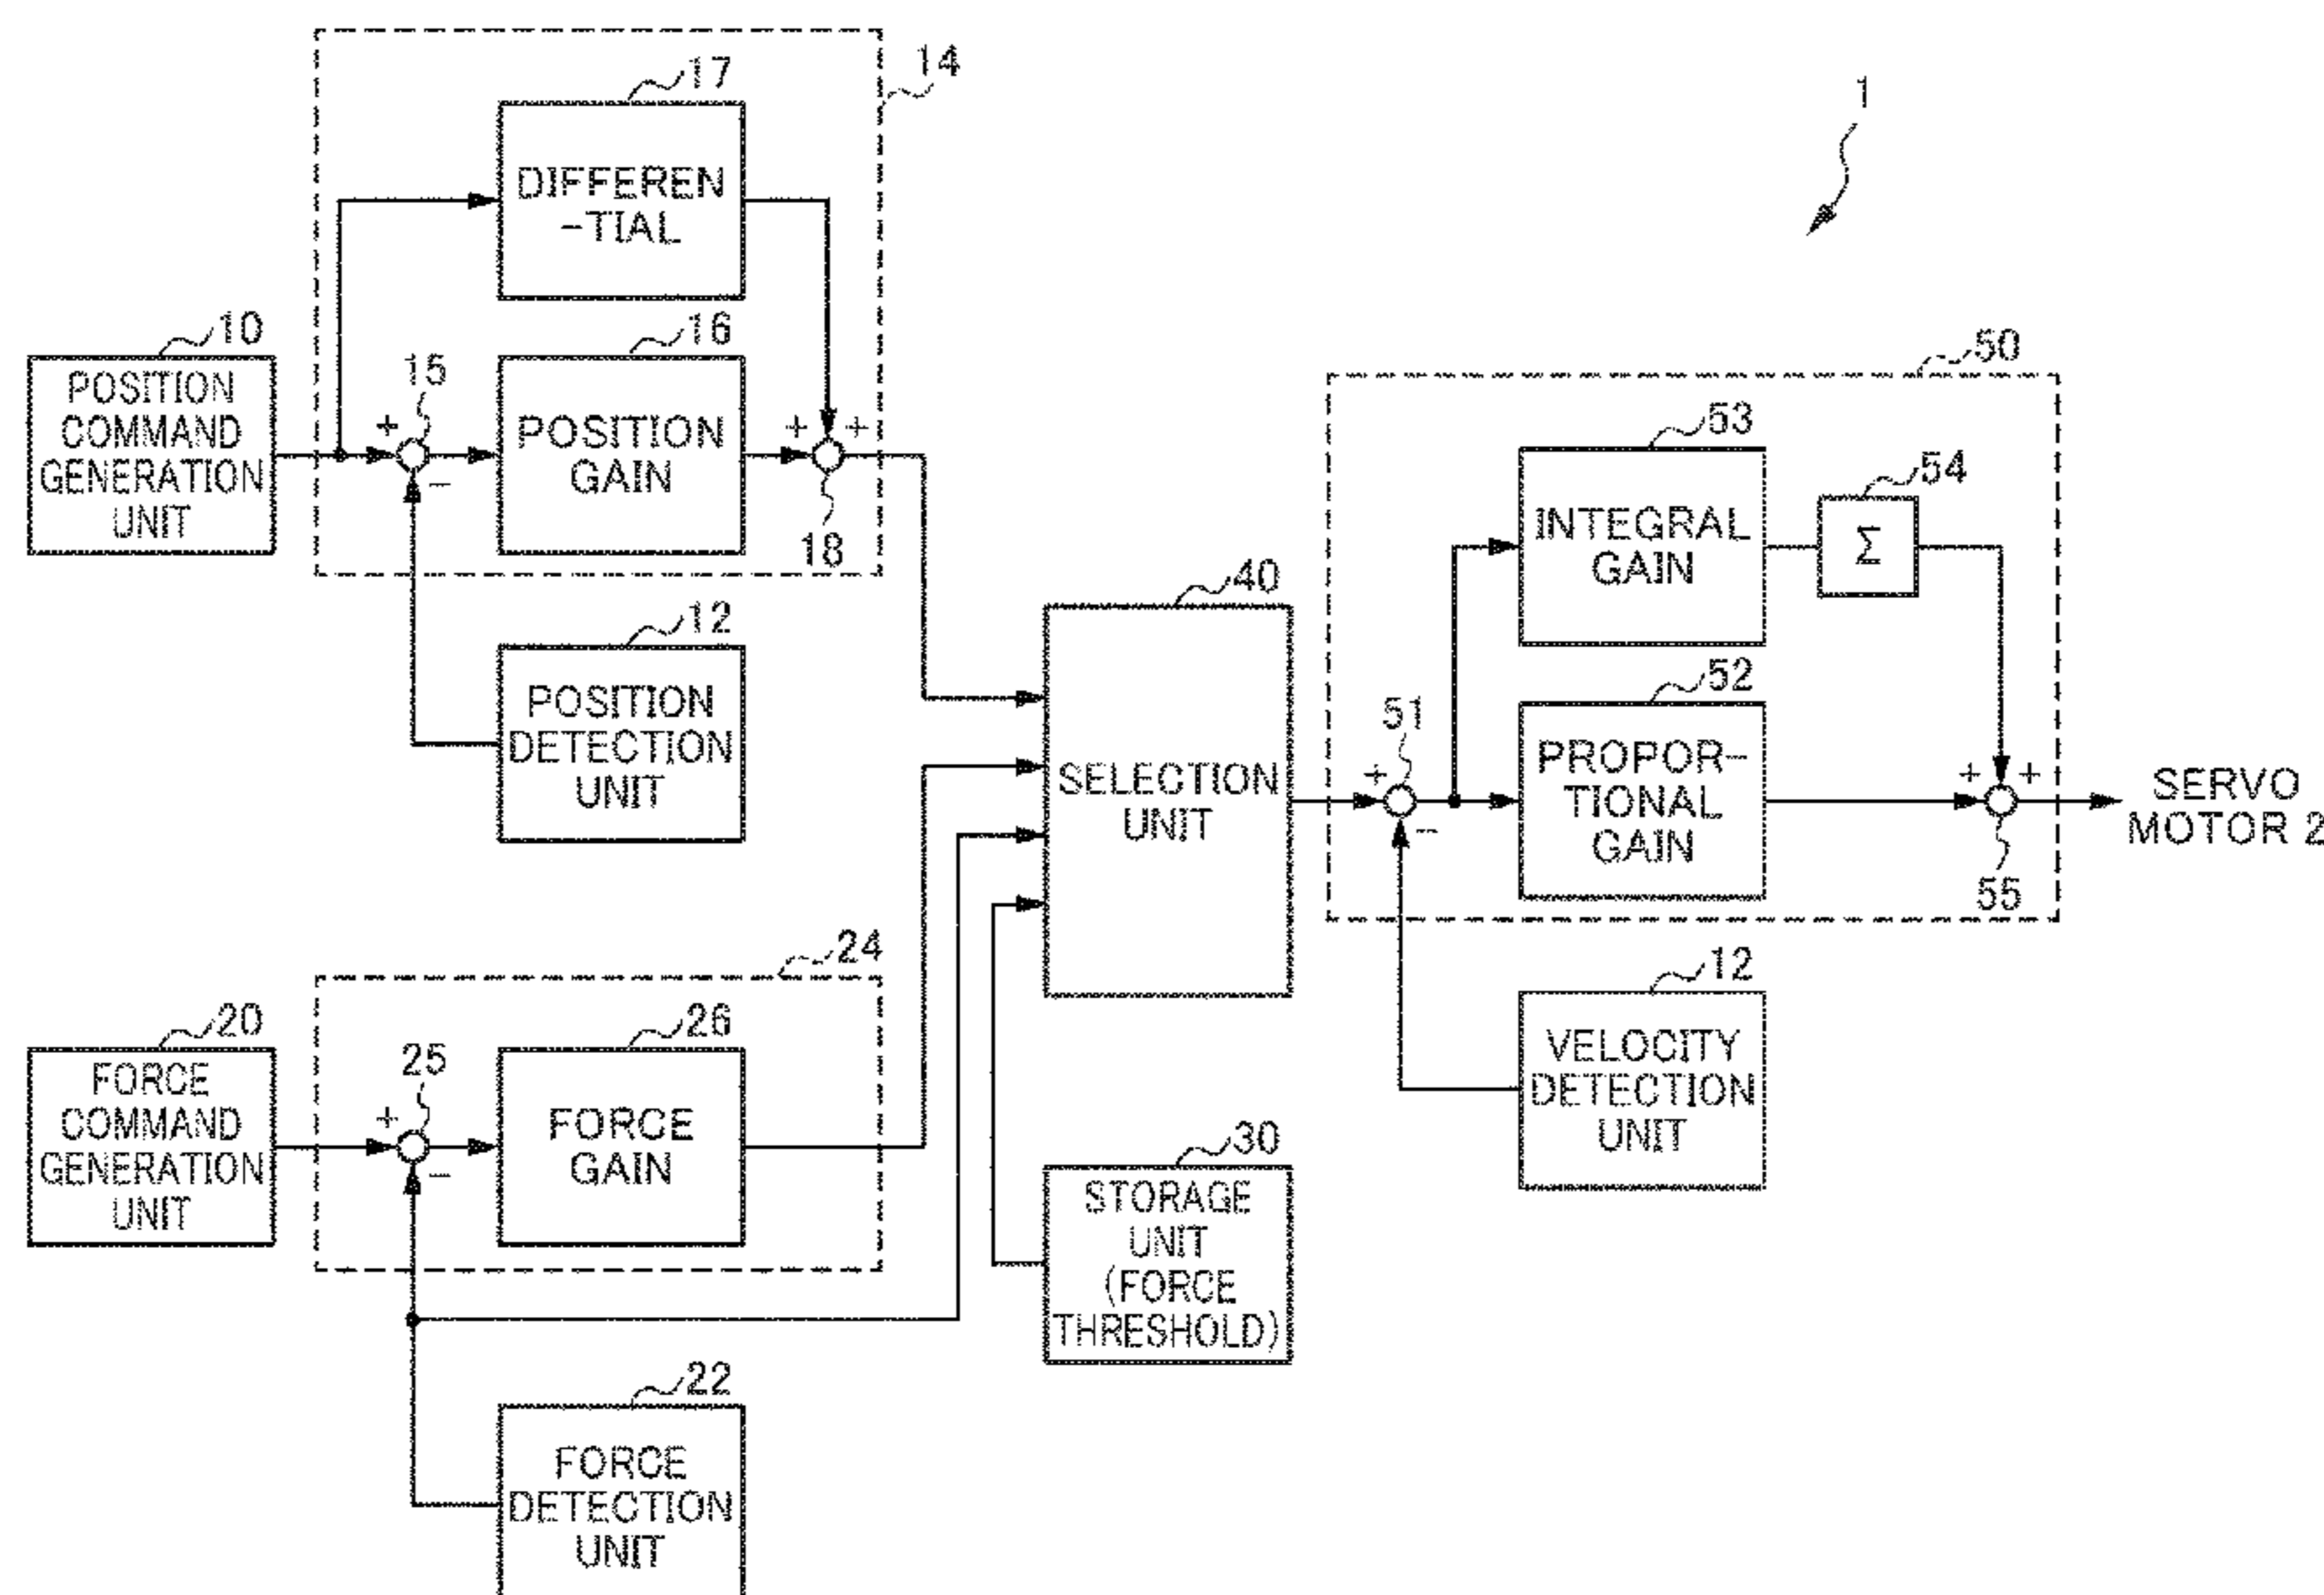 1
14
17
DIFFEREN
-TIAL
10
POSITION
COMMAND
GENERATION
UNIT
15
+
-
16
POSITION
GAIN
+
+
18
12
POSITION
DETECTION
UNIT
40
SELECTION
UNIT
50
53
INTEGRAL
GAIN
54
Σ
51
+
-
52
PROPOR-
TIONAL
GAIN
+
+
55
SERVO
MOTOR 2
12
VELOCITY
DETECTION
UNIT
24
20
FORCE
COMMAND
GENERATION
UNIT
25
+
-
26
FORCE
GAIN
30
STORAGE
UNIT
(FORCE
THRESHOLD)
22
FORCE
DETECTION
UNIT